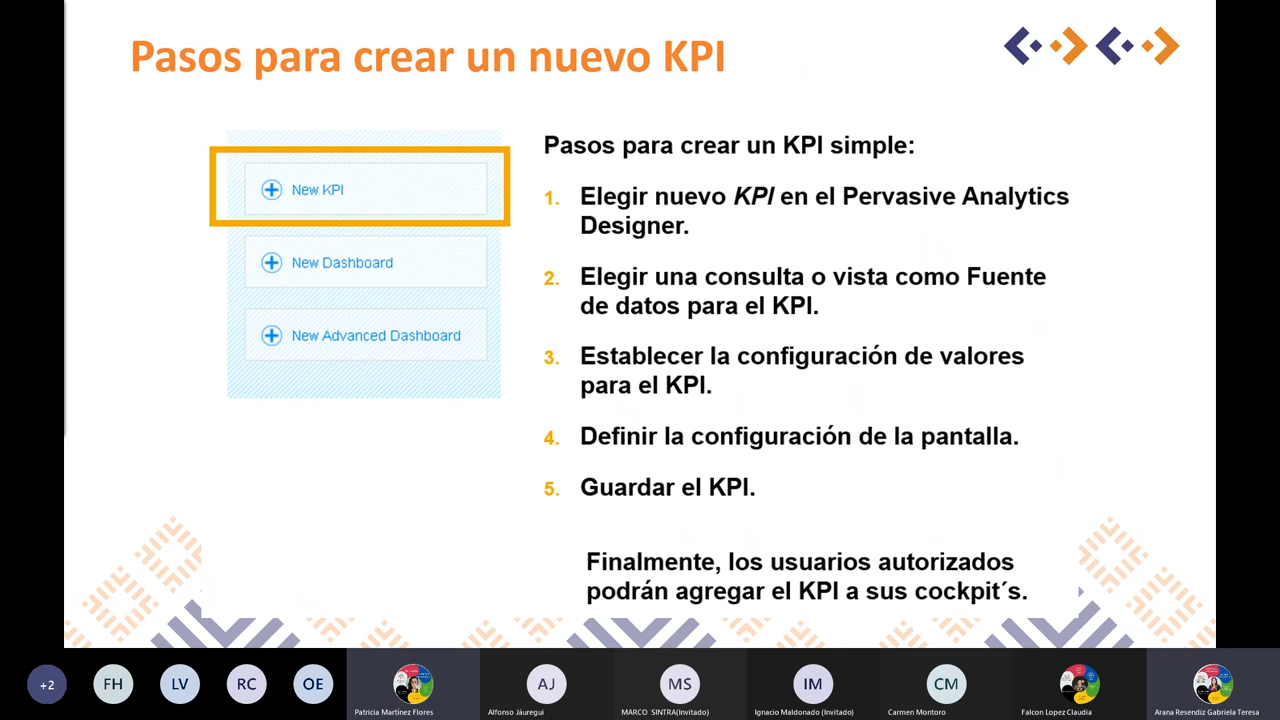 Pasos para crear un nuevo KPI
New KPI
New Dashboard
New Advanced Dashboard
Pasos para crear un KPI simple:
1. Elegir nuevo KPI en el Pervasive Analytics
Designer.
2. Elegir una consulta o vista como Fuente
de datos para el KPI.
3. Establecer la configuración de valores
para el KPI.
4. Definir la configuración de la pantalla.
5. Guardar el KPI.
Finalmente, los usuarios autorizados
podrán agregar el KPI a sus cockpit´s.
+2
FH
LV
RC
OE
AJ
MS
IM
CM
Patricia Martínez Flores
Alfonso Jáuregui
MARCO SINTRA(Invitado)
Ignacio Maldonado (Invitado)
Carmen Montoro
Falcon Lopez Claudia
Arana Resendiz Gabriela Teresa